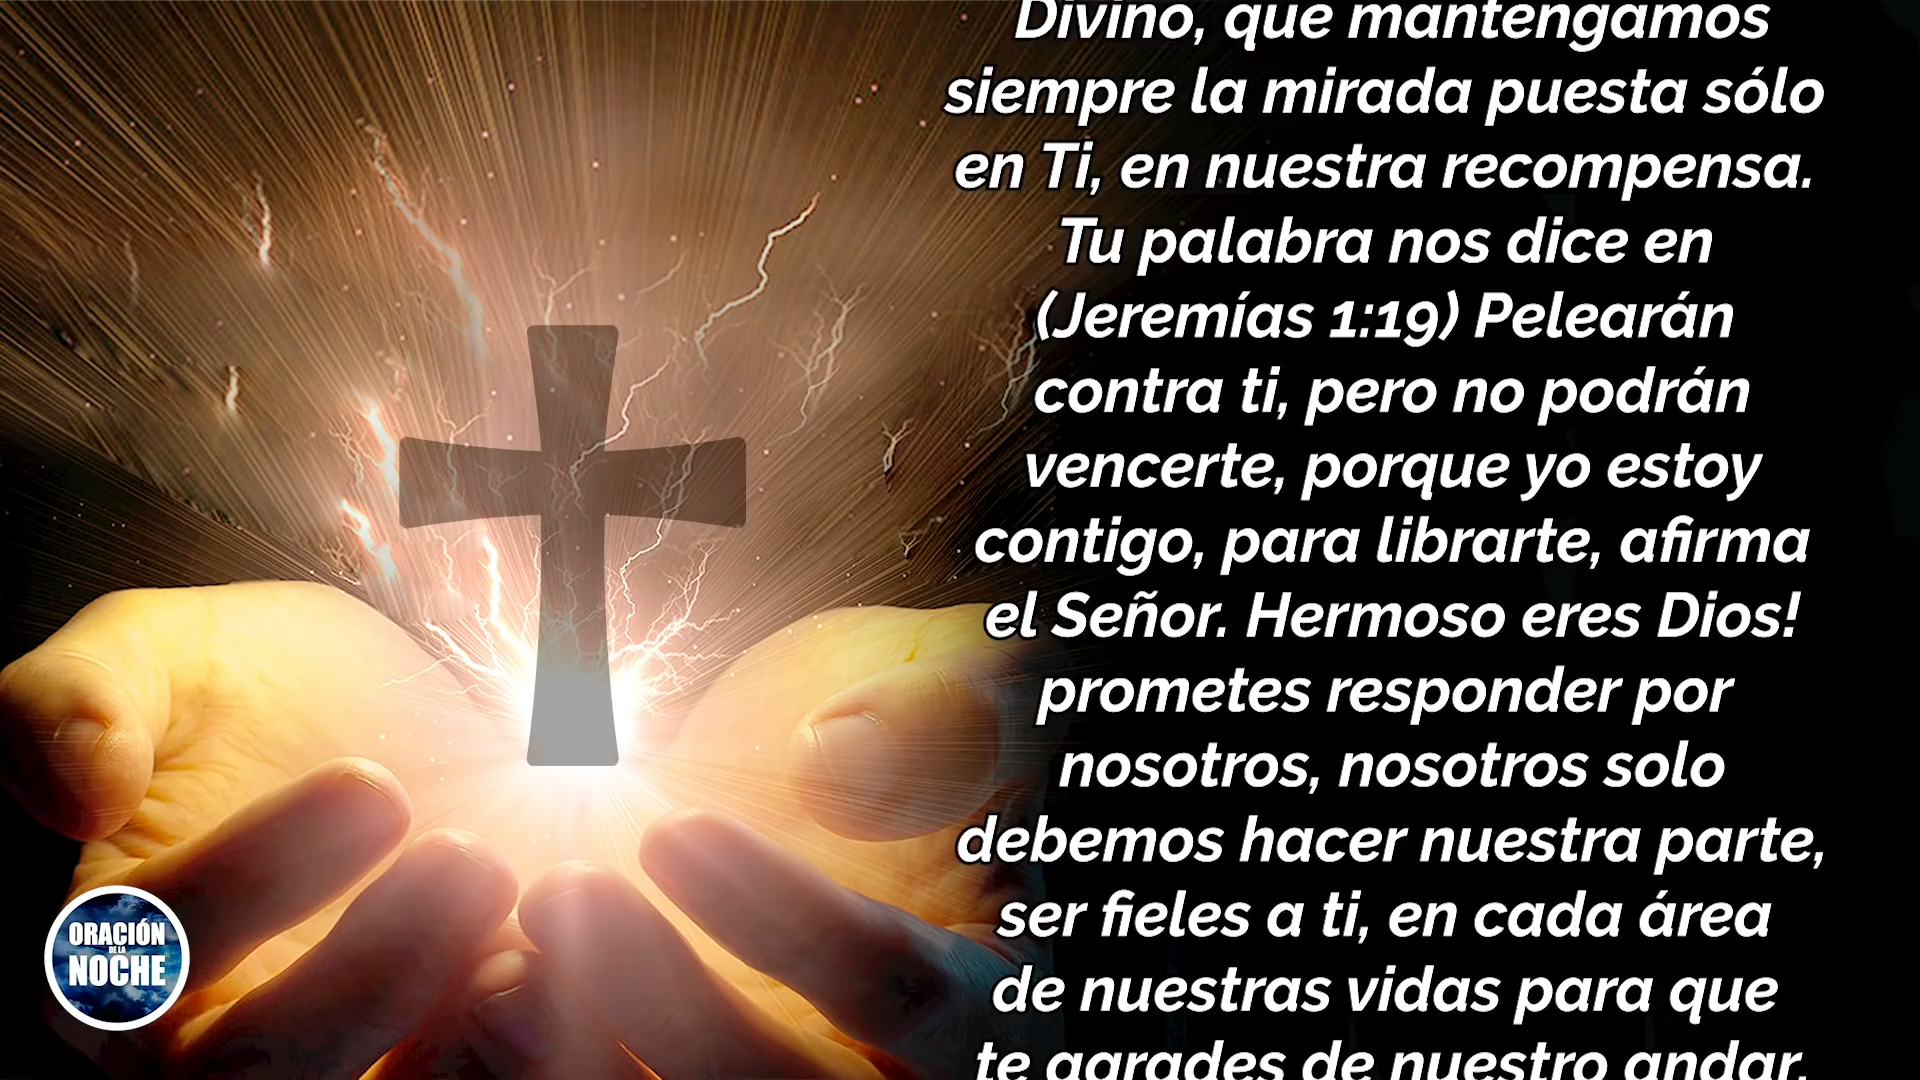 Divino, que mantengamos
siempre la mirada puesta sólo
en Ti, en nuestra recompensa.
Tu palabra nos dice en
(Jeremías 1:19) Pelearán
contra ti, pero no podrán
vencerte, porque yo estoy
contigo, para librarte, afirma
el Señor. Hermoso eres Dios!
prometes responder por
nosotros, nosotros solo
debemos hacer nuestra parte,
ser fieles a ti, en cada área
de nuestras vidas para que
te agrades de nuestro andar.
ORACIÓN
DE LA
NOCHE